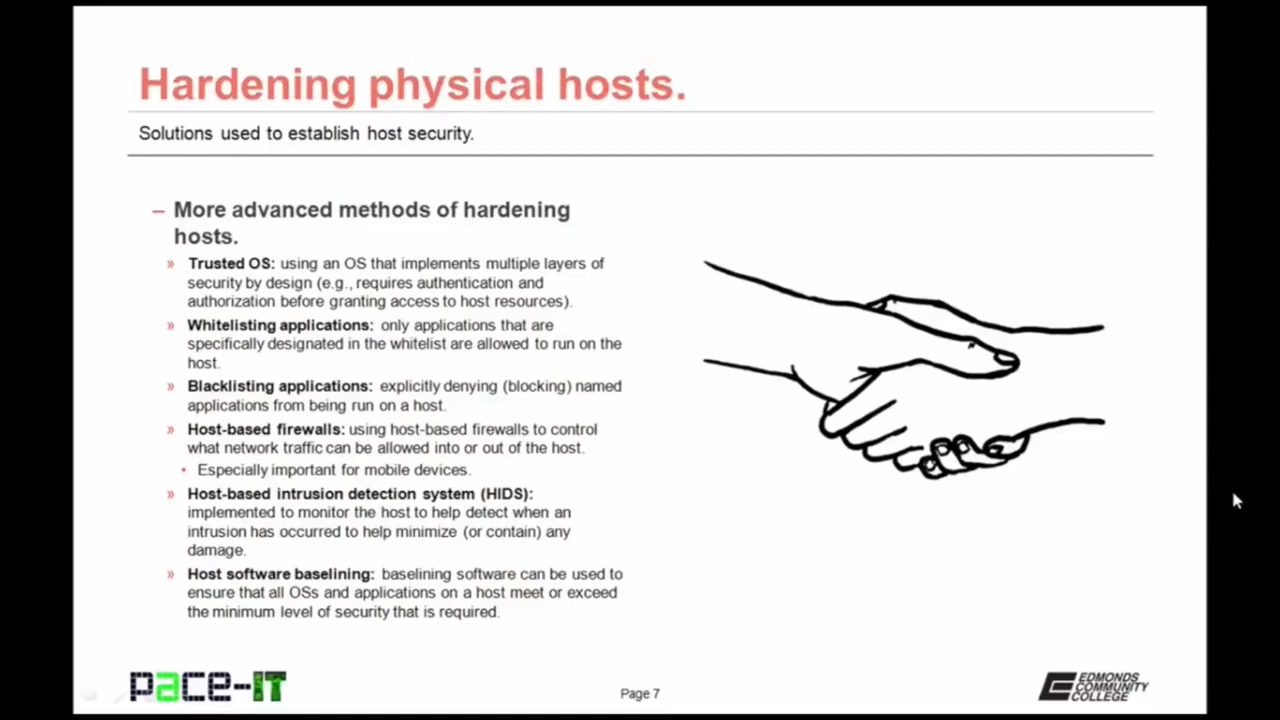 Hardening physical hosts.
Solutions used to establish host security.
– More advanced methods of hardening
hosts.
» Trusted OS: using an OS that implements multiple layers of
security by design (e.g., requires authentication and
authorization before granting access to host resources).
» Whitelisting applications: only applications that are
specifically designated in the whitelist are allowed to run on the
host.
» Blacklisting applications: explicitly denying (blocking) named
applications from being run on a host.
» Host-based firewalls: using host-based firewalls to control
what network traffic can be allowed into or out of the host.
• Especially important for mobile devices.
» Host-based intrusion detection system (HIDS):
implemented to monitor the host to help detect when an
intrusion has occurred to help minimize (or contain) any
damage.
» Host software baselining: baselining software can be used to
ensure that all OSs and applications on a host meet or exceed
the minimum level of security that is required.
pace-IT
Page 7
EDMONDS
COMMUNITY
COLLEGE